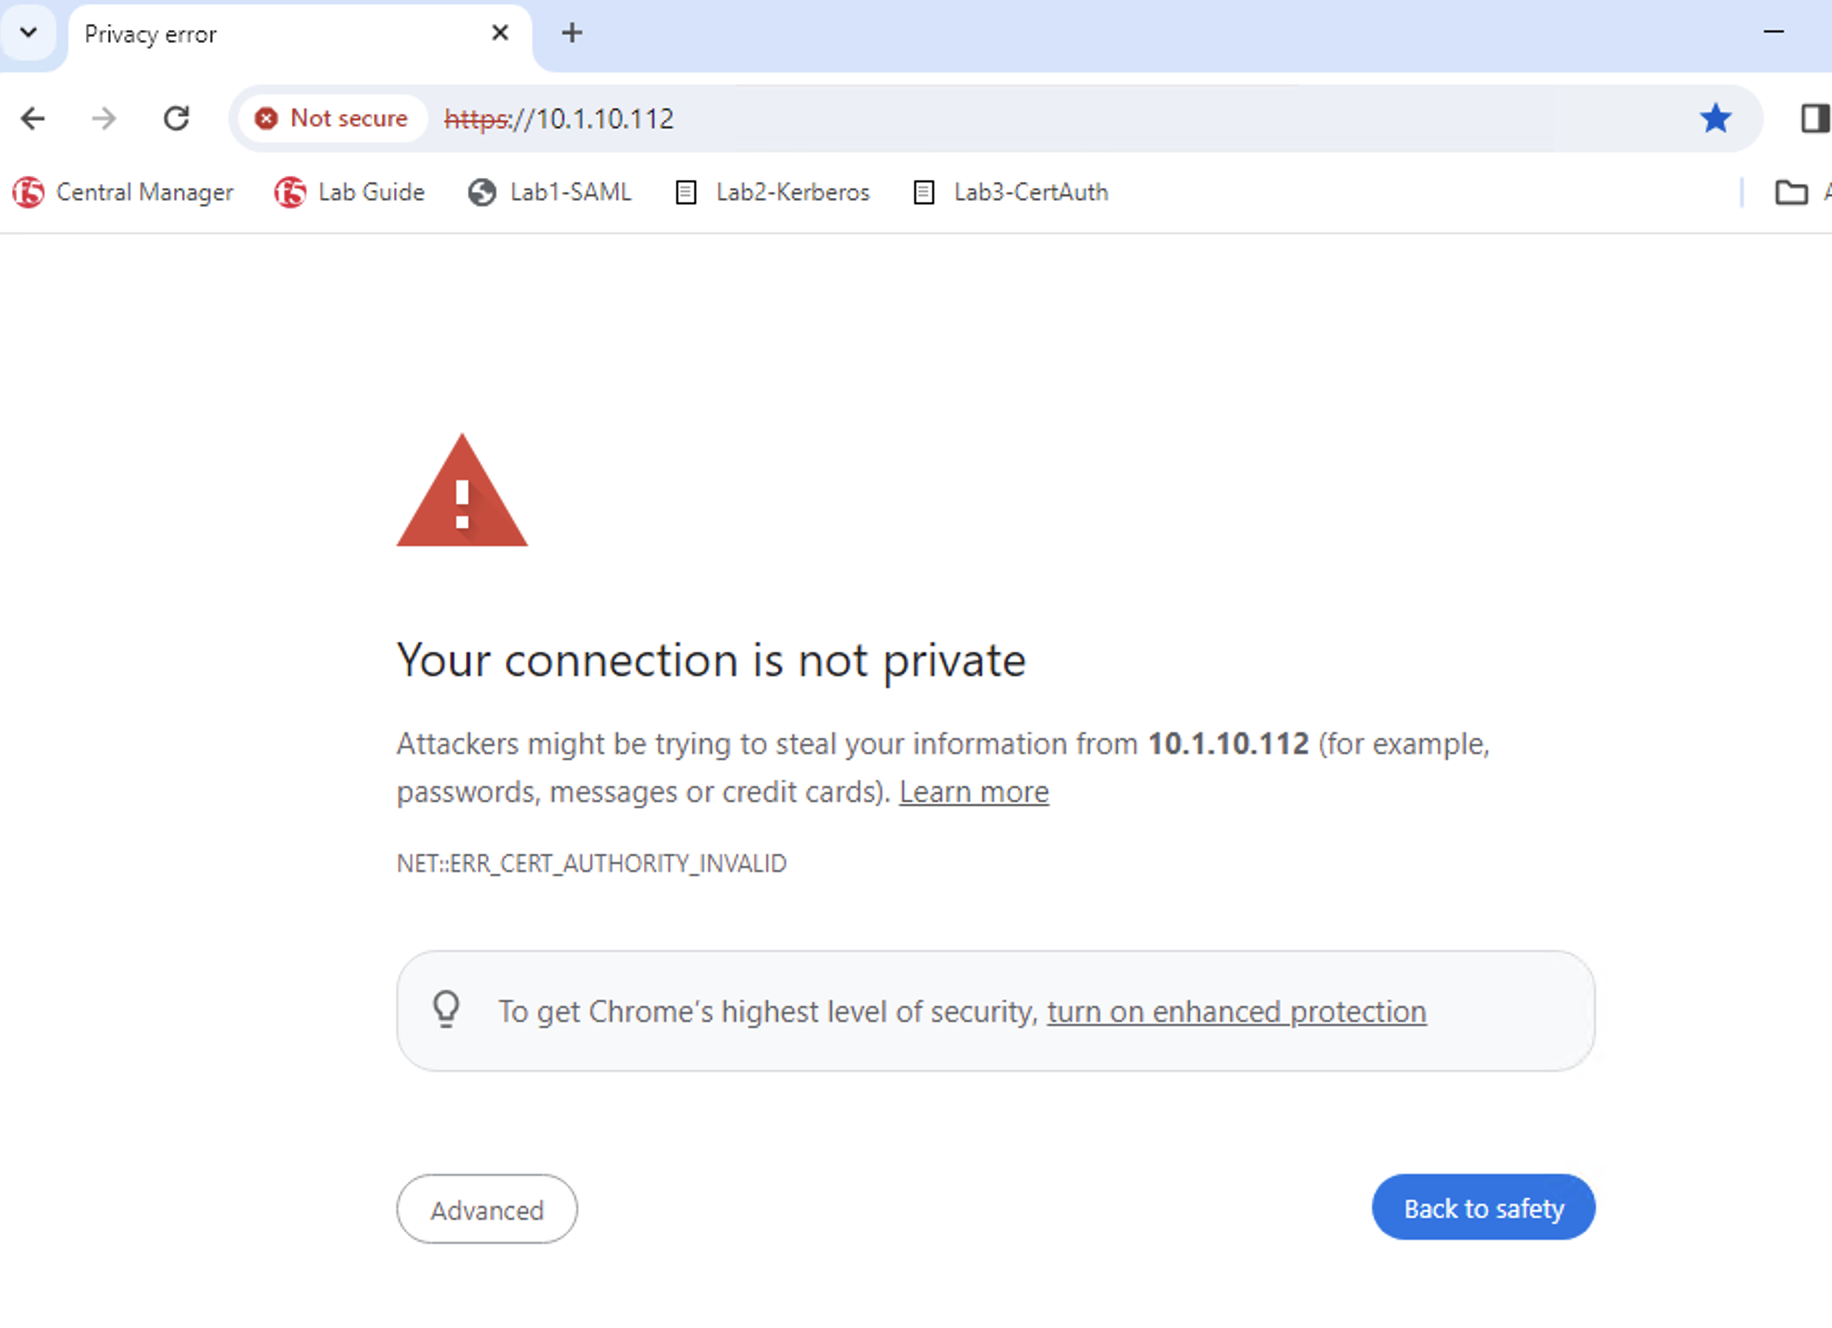 Privacy error
Not secure https://10.1.10.112
f5 Central Manager f5 Lab Guide Lab1-SAML Lab2-Kerberos Lab3-CertAuth
Your connection is not private
Attackers might be trying to steal your information from 10.1.10.112 (for example,
passwords, messages or credit cards). Learn more
NET::ERR_CERT_AUTHORITY_INVALID
To get Chrome's highest level of security, turn on enhanced protection
Advanced Back to safety